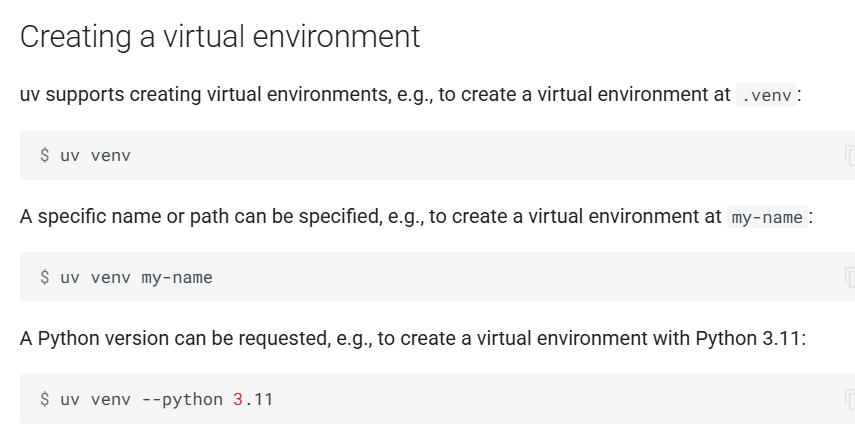 Creating a virtual environment
uv supports creating virtual environments, e.g., to create a virtual environment at .venv:
$ uv venv
A specific name or path can be specified, e.g., to create a virtual environment at my-name:
$ uv venv my-name
A Python version can be requested, e.g., to create a virtual environment with Python 3.11:
$ uv venv --python 3.11